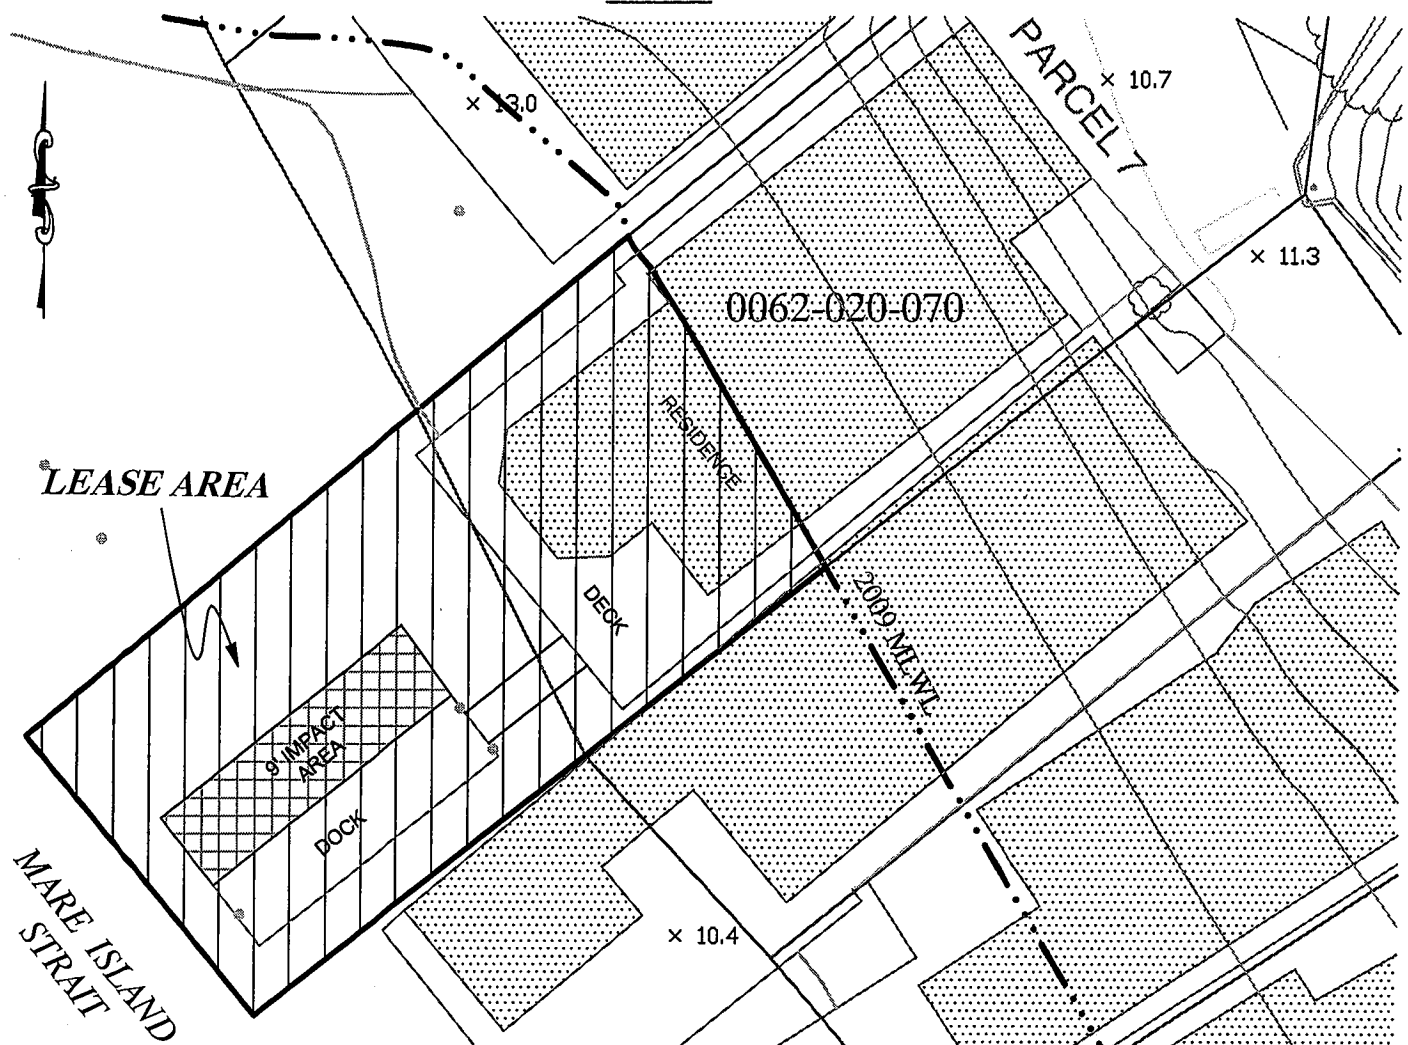 PARCEL 7
× 10.7
× 13.0
× 11.3
0062-020-070
RESIDENCE
LEASE AREA
DECK
2009 MLWL
9' IMPACT
AREA
DOCK
× 10.4
MARE ISLAND
STRAIT